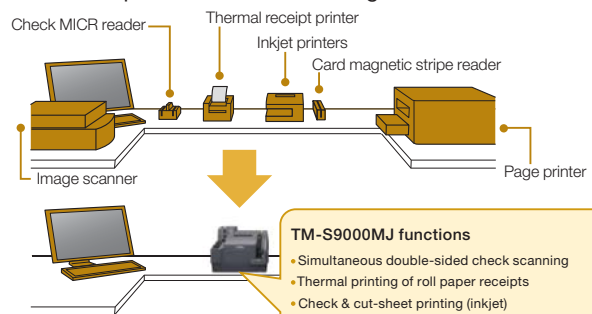 Thermal receipt printer
Check MICR reader
Inkjet printers
Card magnetic stripe reader
Image scanner
Page printer
TM-S9000MJ functions
• Simultaneous double-sided check scanning
• Thermal printing of roll paper receipts
• Check & cut-sheet printing (inkjet)